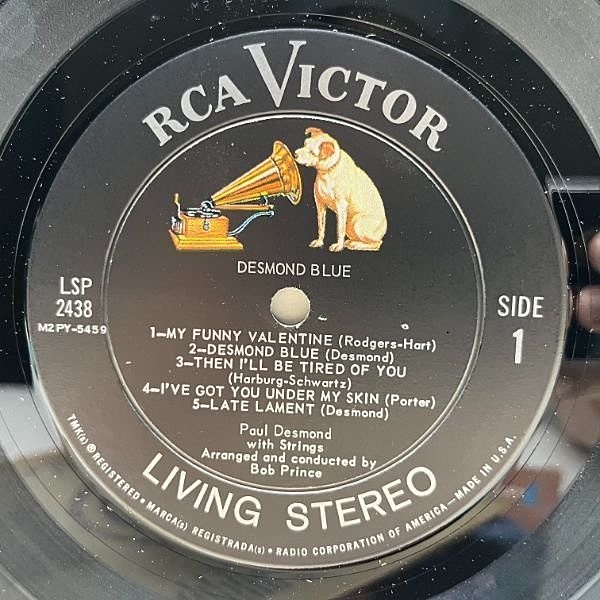 RCA VICTOR
DESMOND BLUE
LSP
2438
M2PY-5459
SIDE
1
1—MY FUNNY VALENTINE (Rodgers-Hart)
2—DESMOND BLUE (Desmond)
3—THEN I'LL BE TIRED OF YOU
(Harburg-Schwartz)
4—I'VE GOT YOU UNDER MY SKIN (Porter)
5—LATE LAMENT (Desmond)
Paul Desmond
with Strings
Arranged and conducted by
Bob Prince
LIVING STEREO
TMK(s) ® REGISTERED • MARCA(s) REGISTRADA(s) • RADIO CORPORATION OF AMERICA—MADE IN U.S.A.